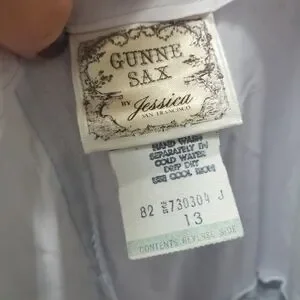 GUNNE
SAX
BY Jessica
SAN FRANCISCO
HAND WASH
SEPARATELY IN
COLD WATER
DRIP DRY
USE COOL IRON
82 730304 J
13
CONTENTS REVERSE SIDE